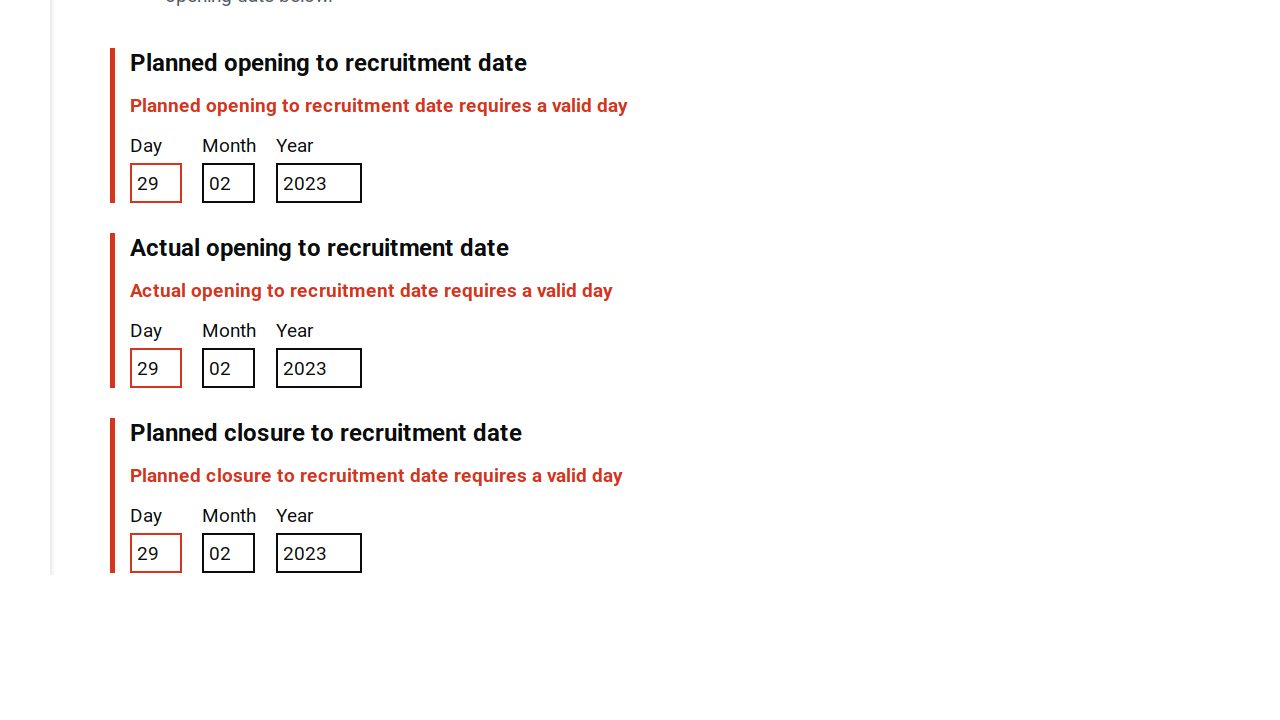 opening date below.
Planned opening to recruitment date
Planned opening to recruitment date requires a valid day
Day Month Year
29 02 2023
Actual opening to recruitment date
Actual opening to recruitment date requires a valid day
Day Month Year
29 02 2023
Planned closure to recruitment date
Planned closure to recruitment date requires a valid day
Day Month Year
29 02 2023